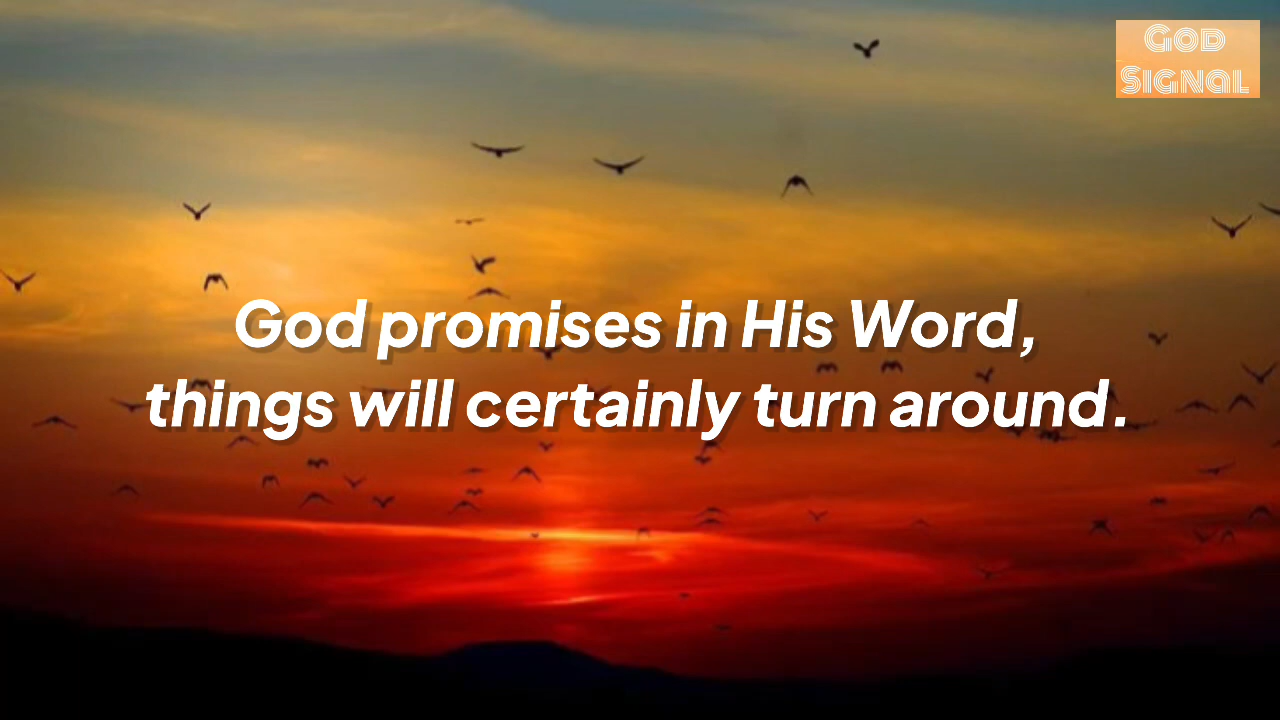 God
Signal
God promises in His Word,
things will certainly turn around.